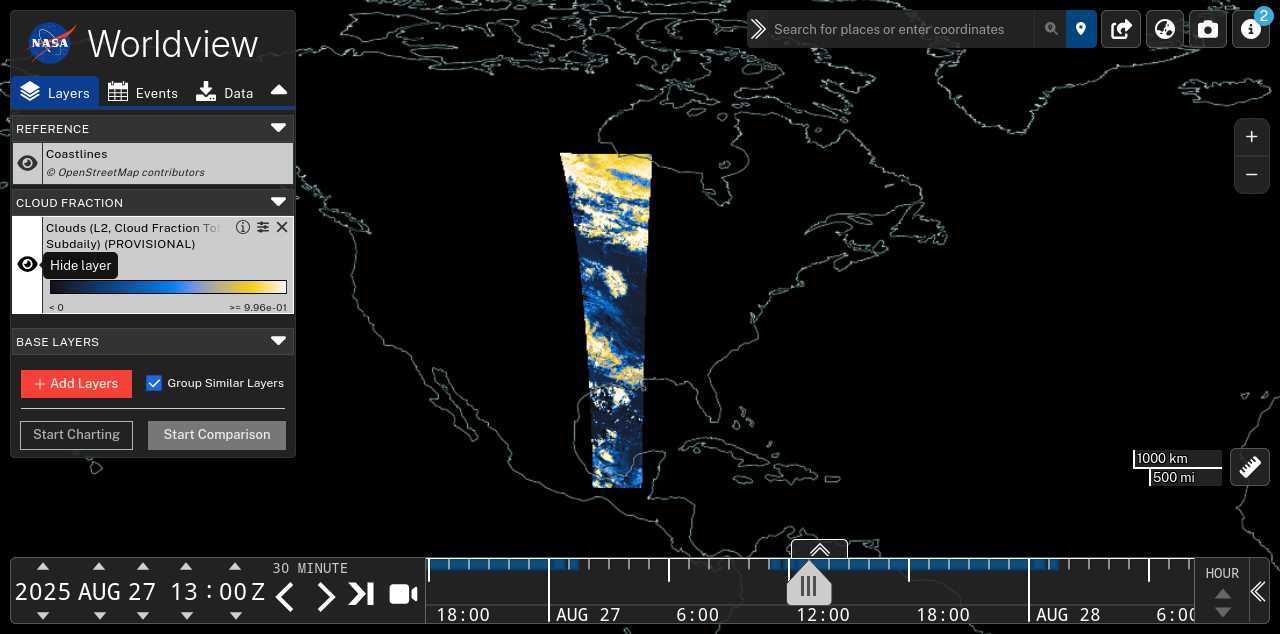 NASA Worldview
Search for places or enter coordinates
2
Layers
Events
Data
REFERENCE
Coastlines
© OpenStreetMap contributors
CLOUD FRACTION
Clouds (L2, Cloud Fraction Tot
Subdaily) (PROVISIONAL)
Hide layer
< 0
>= 9.96e-01
BASE LAYERS
+ Add Layers
Group Similar Layers
Start Charting
Start Comparison
+
−
1000 km
500 mi
2025 AUG 27 13:00 Z
30 MINUTE
18:00
AUG 27
6:00
12:00
18:00
AUG 28
6:00
HOUR